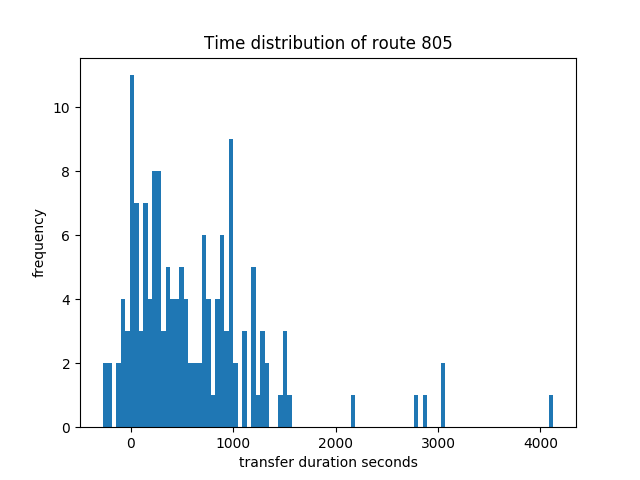 Time distribution of route 805
10
8
6
4
2
0
frequency
0 1000 2000 3000 4000
transfer duration seconds